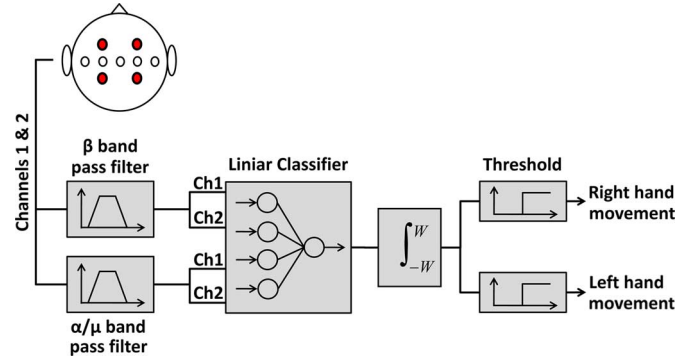 Channels 1 & 2
β band
pass filter
α/μ band
pass filter
Ch1
Ch2
Ch1
Ch2
Liniar Classifier
∫
W
-W
Threshold
Right hand
movement
Left hand
movement